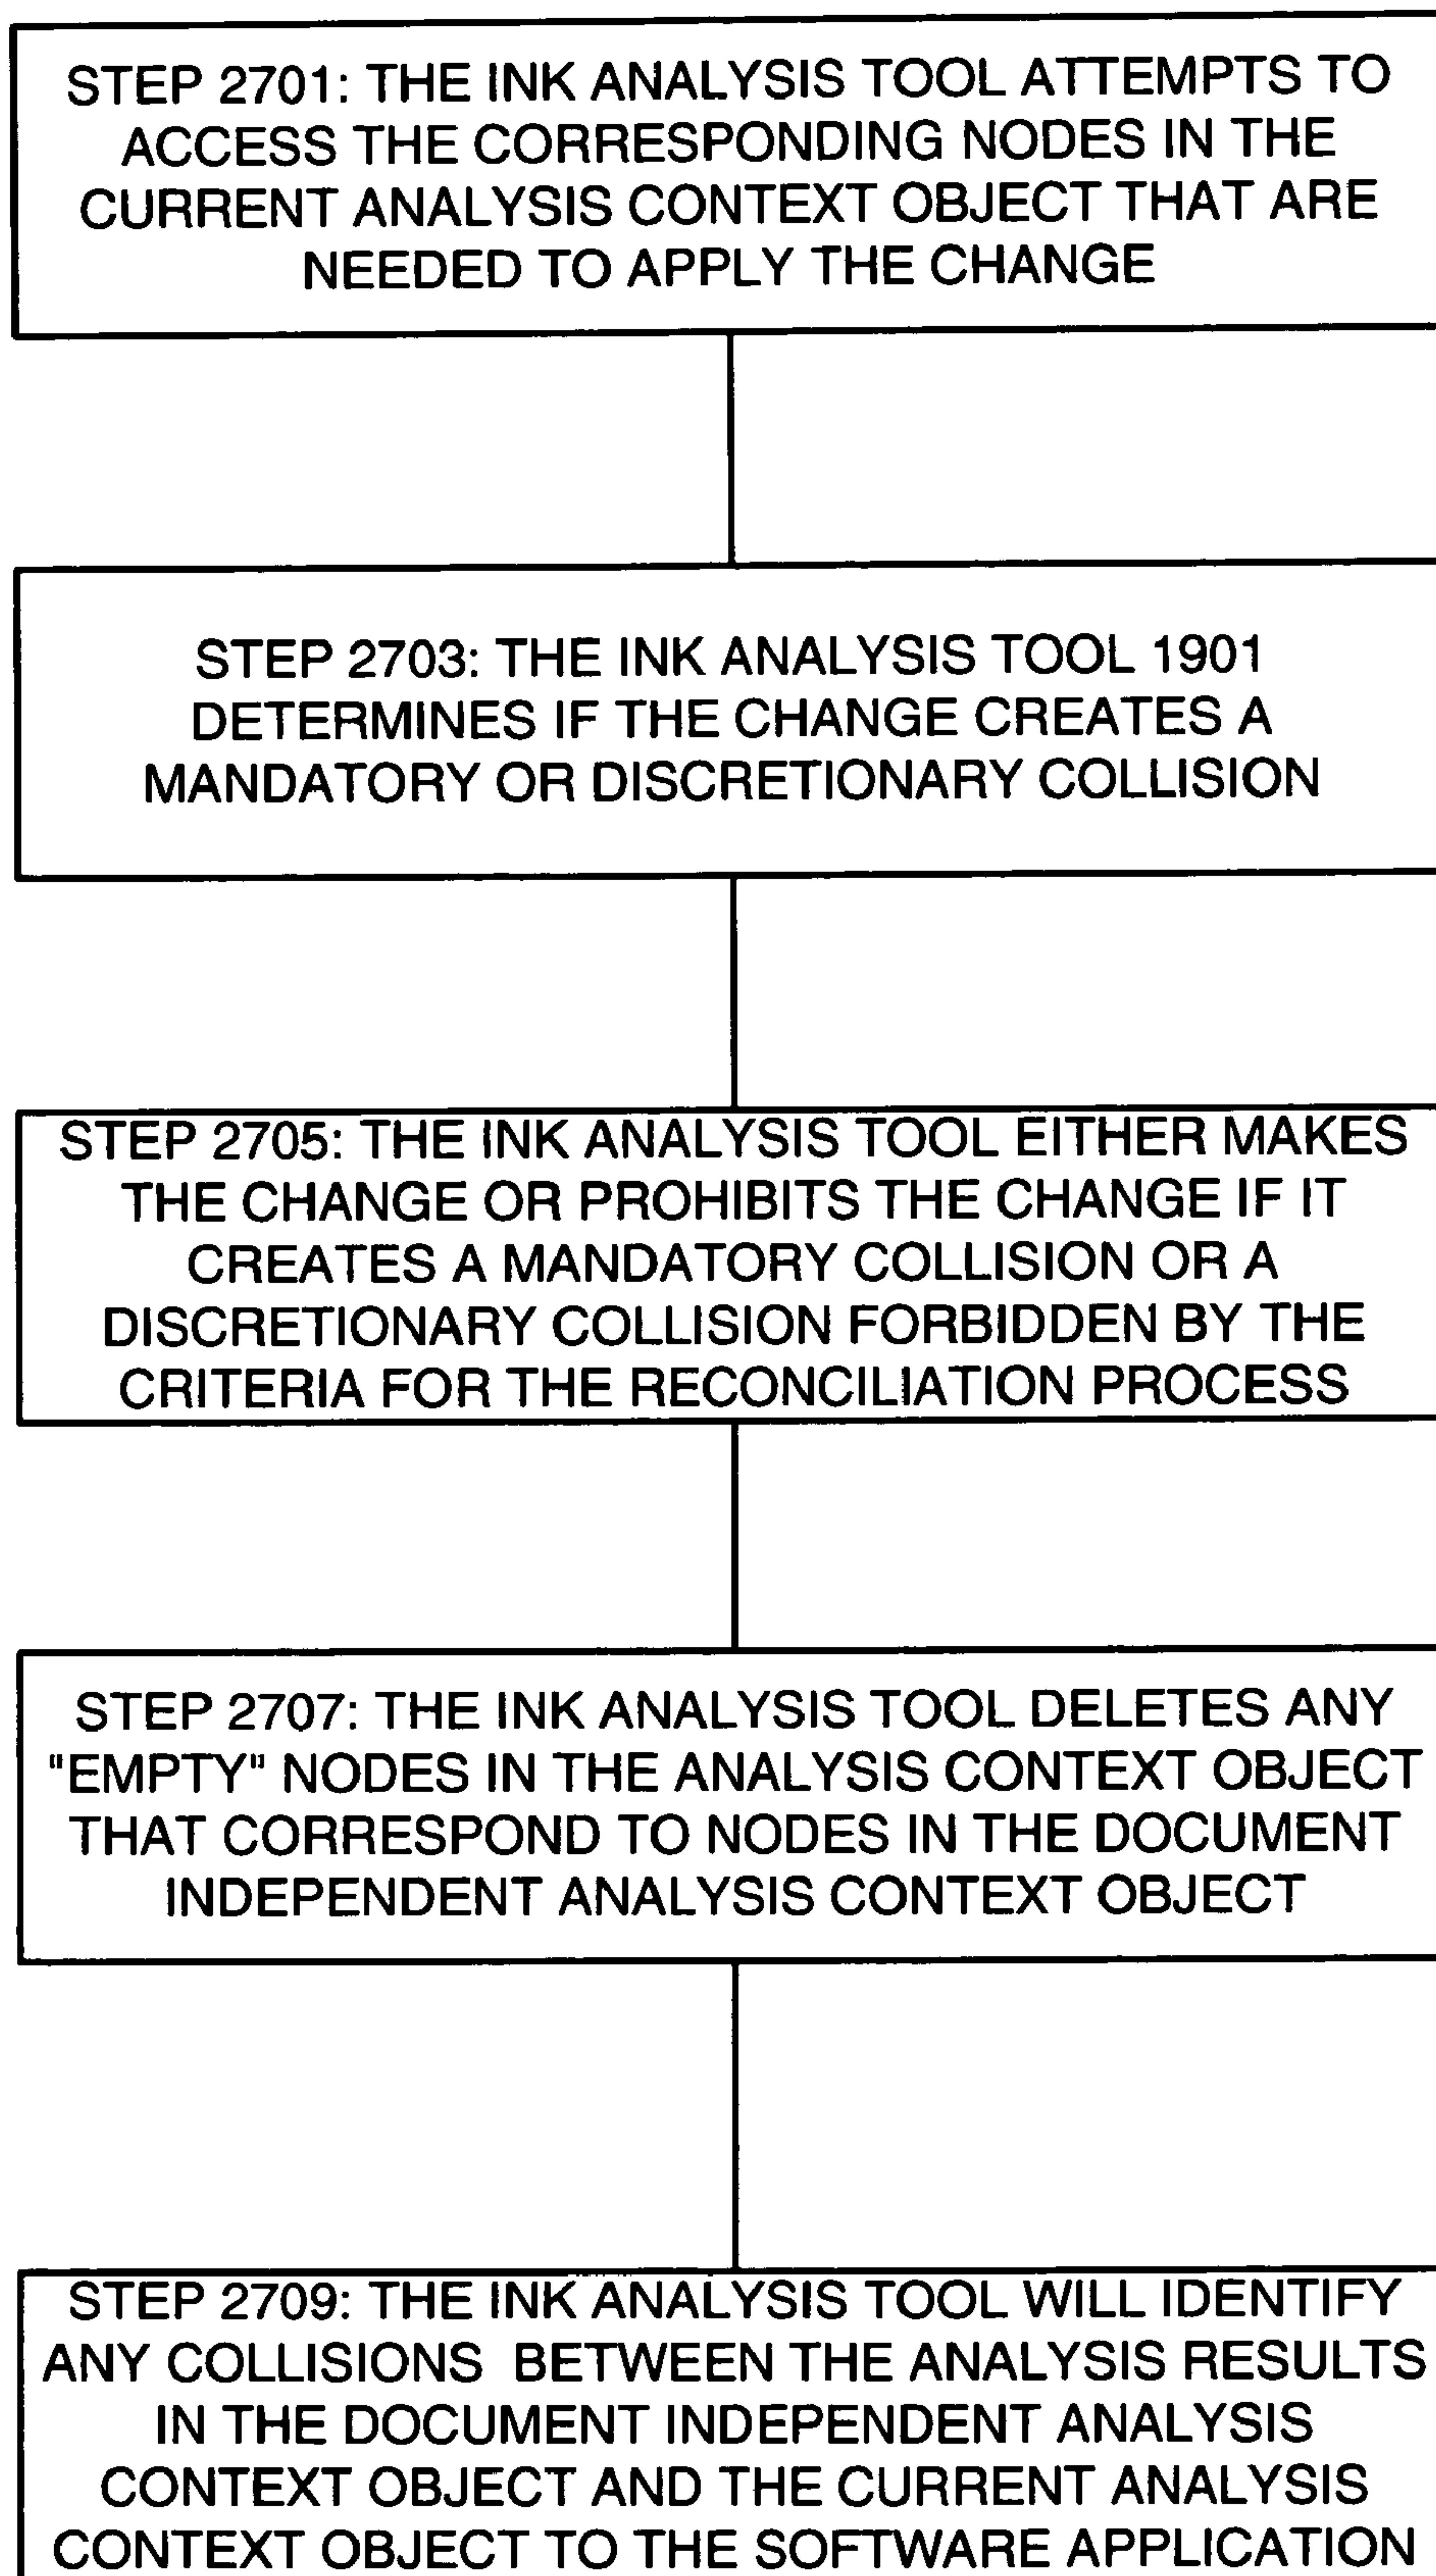 STEP 2701: THE INK ANALYSIS TOOL ATTEMPTS TO
ACCESS THE CORRESPONDING NODES IN THE
CURRENT ANALYSIS CONTEXT OBJECT THAT ARE
NEEDED TO APPLY THE CHANGE
STEP 2703: THE INK ANALYSIS TOOL 1901
DETERMINES IF THE CHANGE CREATES A
MANDATORY OR DISCRETIONARY COLLISION
STEP 2705: THE INK ANALYSIS TOOL EITHER MAKES
THE CHANGE OR PROHIBITS THE CHANGE IF IT
CREATES A MANDATORY COLLISION OR A
DISCRETIONARY COLLISION FORBIDDEN BY THE
CRITERIA FOR THE RECONCILIATION PROCESS
STEP 2707: THE INK ANALYSIS TOOL DELETES ANY
"EMPTY" NODES IN THE ANALYSIS CONTEXT OBJECT
THAT CORRESPOND TO NODES IN THE DOCUMENT
INDEPENDENT ANALYSIS CONTEXT OBJECT
STEP 2709: THE INK ANALYSIS TOOL WILL IDENTIFY
ANY COLLISIONS BETWEEN THE ANALYSIS RESULTS
IN THE DOCUMENT INDEPENDENT ANALYSIS
CONTEXT OBJECT AND THE CURRENT ANALYSIS
CONTEXT OBJECT TO THE SOFTWARE APPLICATION